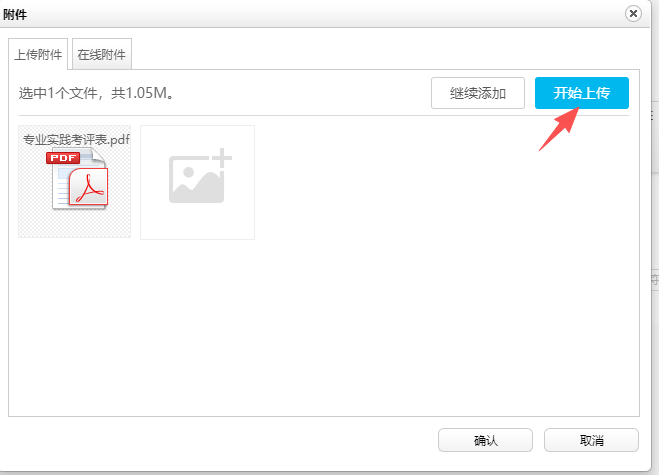 附件
上传附件 在线附件
选中1个文件，共1.05M。 继续添加 开始上传
专业实践考评表.pdf
PDF
确认 取消